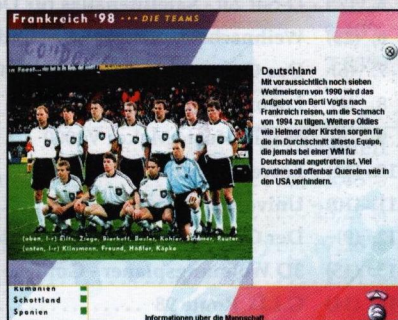 Frankreich '98 ··· DIE TEAMS
Deutschland
Mit voraussichtlich noch sieben
Weltmeistern von 1990 wird das
Aufgebot von Berti Vogts nach
Frankreich reisen, um die Schmach
von 1994 zu tilgen. Weitere Oldies
wie Helmer oder Kirsten sorgen für
die im Durchschnitt älteste Equipe,
die jemals bei einer WM für
Deutschland angetreten ist. Viel
Routine soll offenbar Querelen wie in
den USA verhindern.
(oben, l-r) Eilts, Ziege, Bierhoff, Basler, Kohler, Sammer, Reuter
(unten, l-r) Klinsmann, Freund, Häßler, Köpke
Rumänien
Schottland
Spanien
Informationen über die Mannschaft